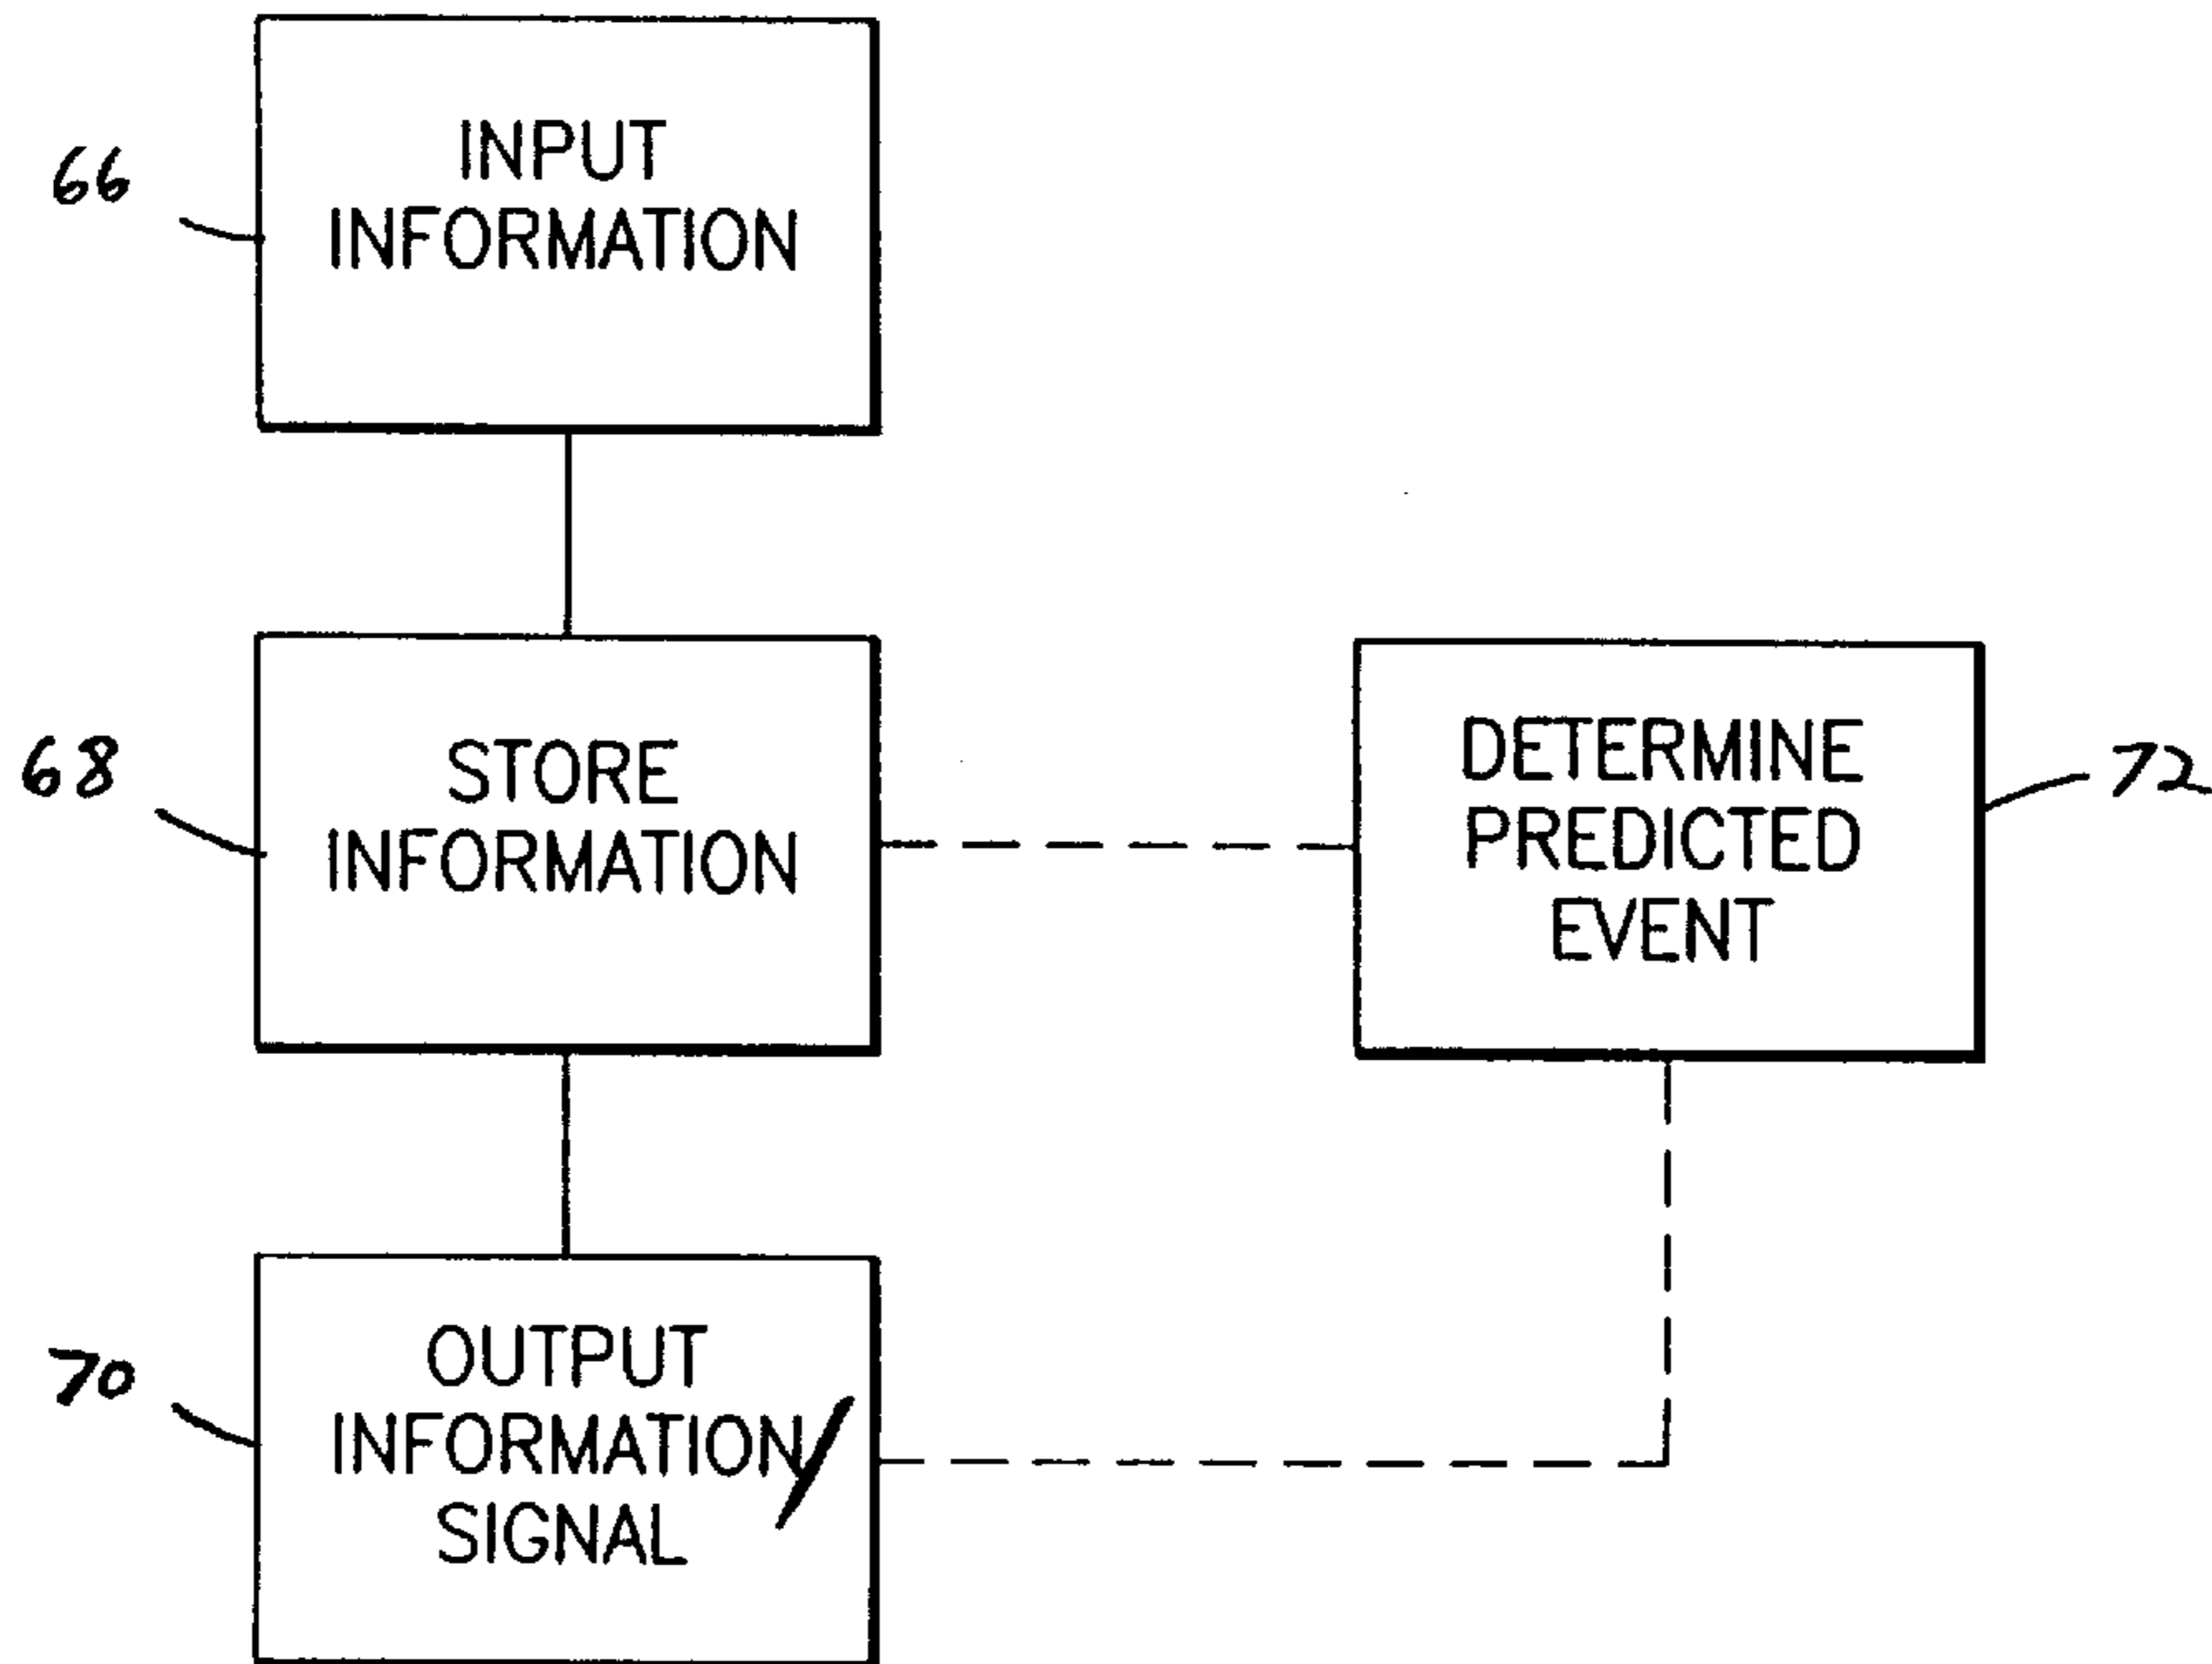 66
INPUT
INFORMATION
68
STORE
INFORMATION
DETERMINE
PREDICTED
EVENT
72
70
OUTPUT
INFORMATION/
SIGNAL